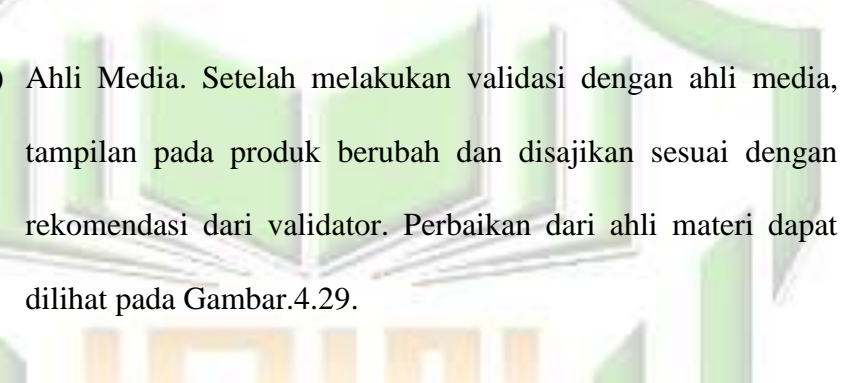 ) Ahli Media. Setelah melakukan validasi dengan ahli media,
tampilan pada produk berubah dan disajikan sesuai dengan
rekomendasi dari validator. Perbaikan dari ahli materi dapat
dilihat pada Gambar.4.29.